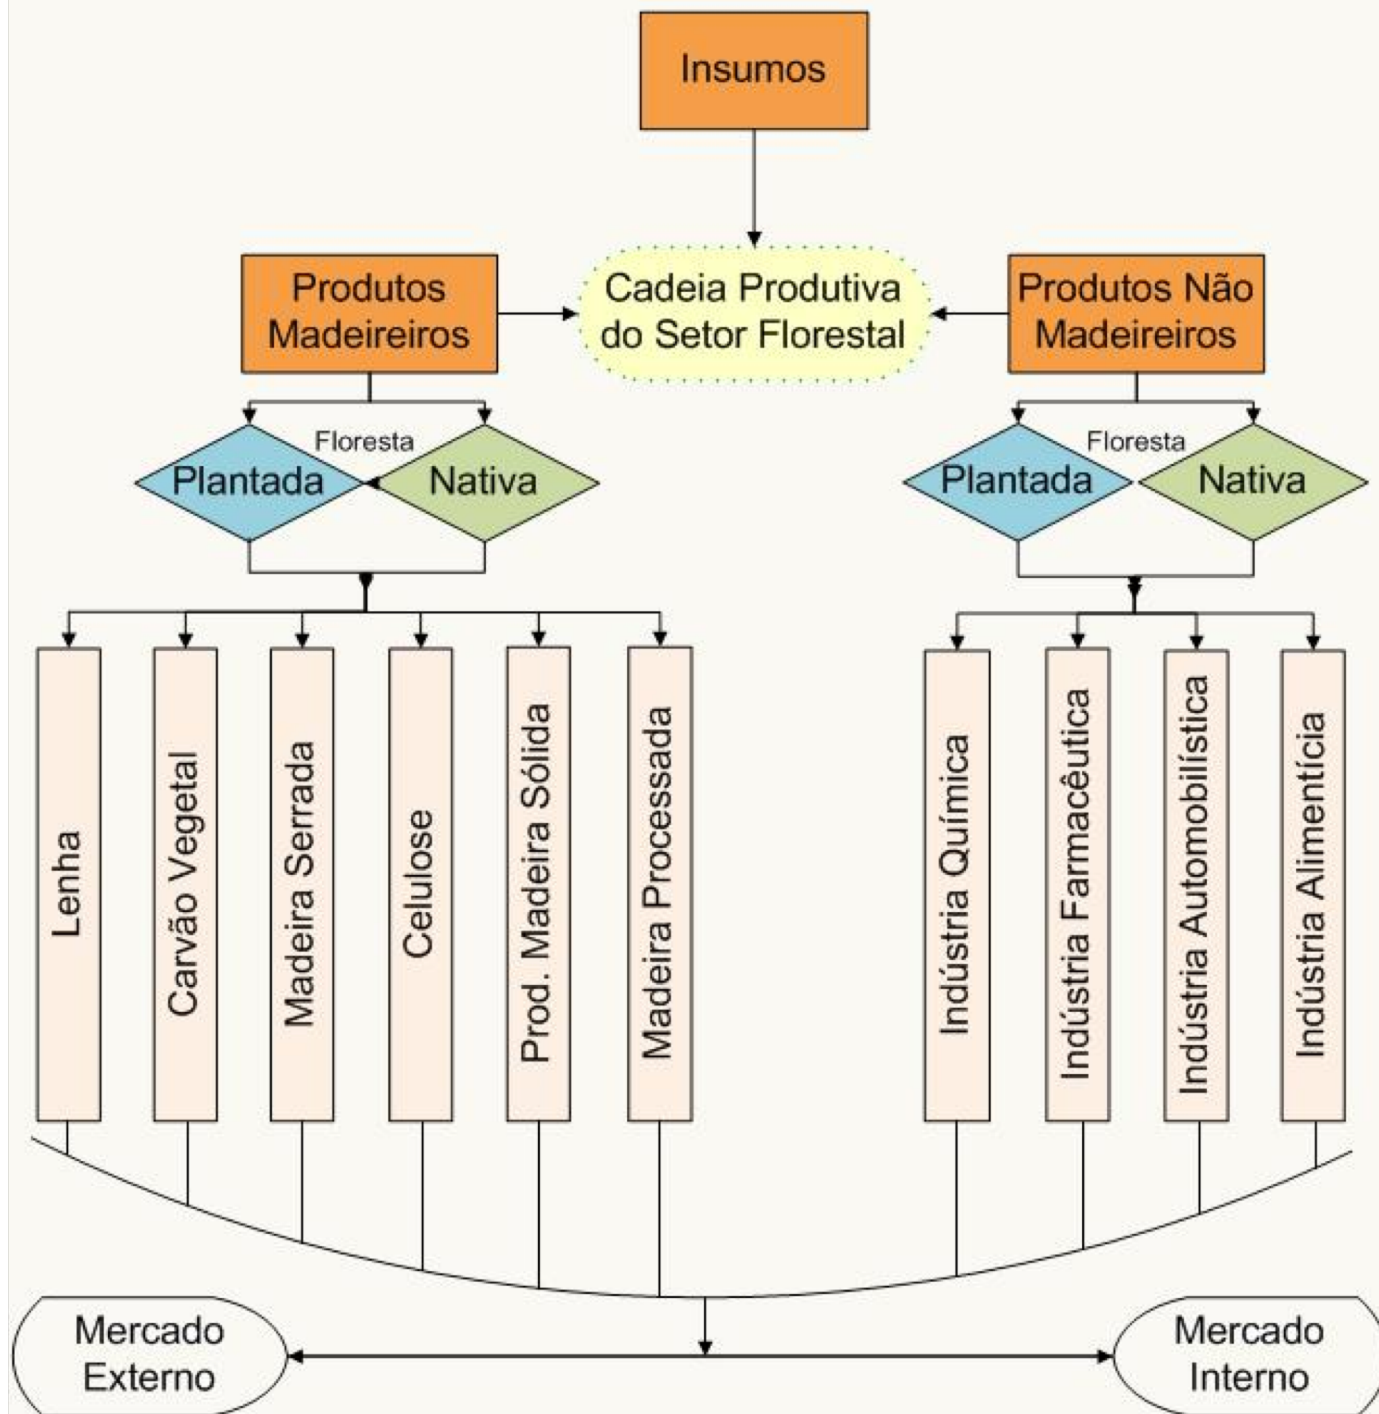 Insumos
Produtos
Madeireiros
Cadeia Produtiva
do Setor Florestal
Produtos Não
Madeireiros
Floresta
Plantada
Nativa
Floresta
Plantada
Nativa
Lenha
Carvão Vegetal
Madeira Serrada
Celulose
Prod. Madeira Sólida
Madeira Processada
Indústria Química
Indústria Farmacêutica
Indústria Automobilística
Indústria Alimentícia
Mercado
Externo
Mercado
Interno